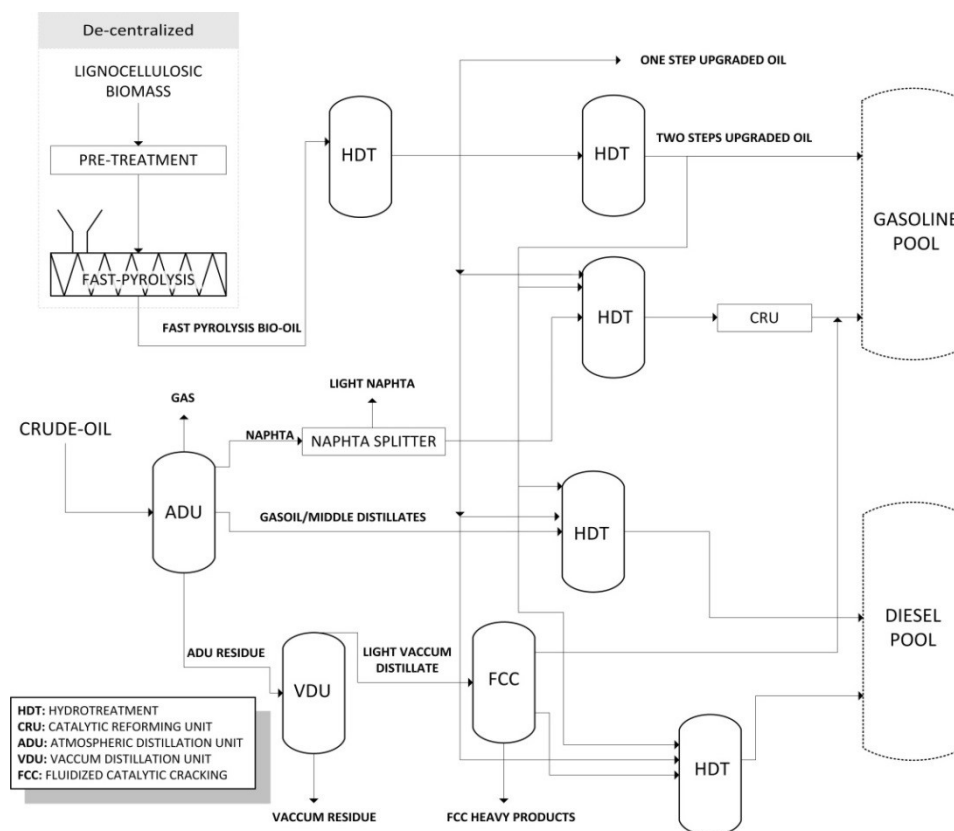 De-centralized
LIGNOCELLULOSIC
BIOMASS
PRE-TREATMENT
FAST-PYROLYSIS
FAST PYROLYSIS BIO-OIL
ONE STEP UPGRADED OIL
HDT
HDT
TWO STEPS UPGRADED OIL
GASOLINE
POOL
HDT
CRU
LIGHT NAPHTA
GAS
CRUDE-OIL
NAPHTA
NAPHTA SPLITTER
ADU
GASOIL/MIDDLE DISTILLATES
HDT
DIESEL
POOL
ADU RESIDUE
VDU
LIGHT VACCUM
DISTILLATE
FCC
HDT
VACCUM RESIDUE
FCC HEAVY PRODUCTS
HDT: HYDROTREATMENT
CRU: CATALYTIC REFORMING UNIT
ADU: ATMOSPHERIC DISTILLATION UNIT
VDU: VACCUM DISTILLATION UNIT
FCC: FLUIDIZED CATALYTIC CRACKING